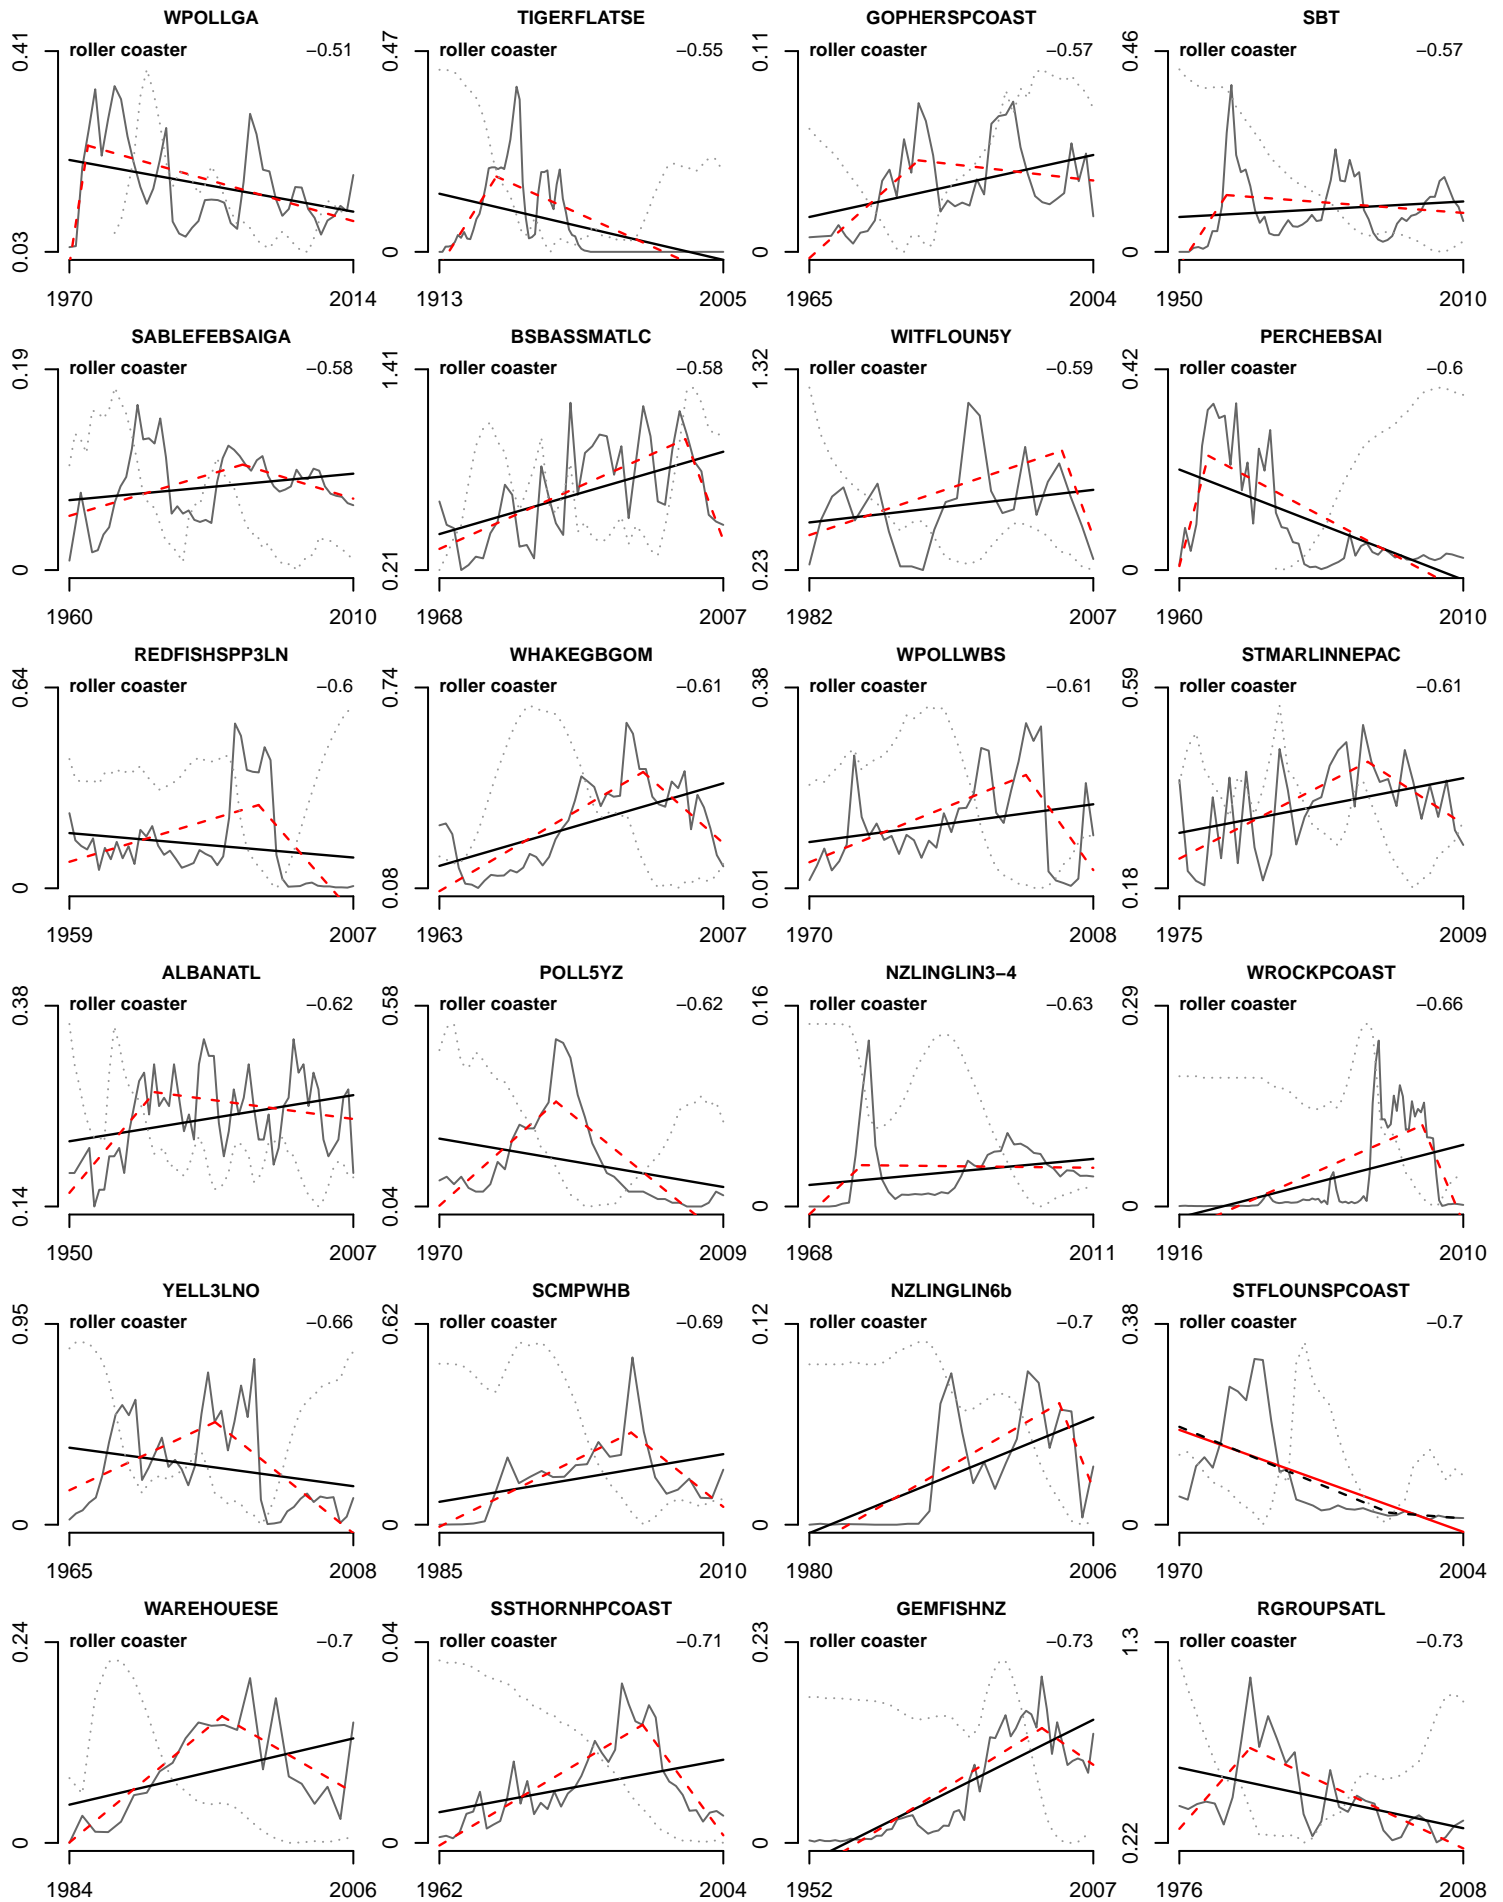 WPOLLGA
roller coaster −0.51
0.03 0.41
1970 2014
TIGERFLATSE
roller coaster −0.55
0 0.47
1913 2005
GOPHERSPCOAST
roller coaster −0.57
0 0.11
1965 2004
SBT
roller coaster −0.57
0 0.46
1950 2010
SABLEFEBSAIGA
roller coaster −0.58
0 0.19
1960 2010
BSBASSMATLC
roller coaster −0.58
0.21 1.41
1968 2007
WITFLOUN5Y
roller coaster −0.59
0.23 1.32
1982 2007
PERCHEBSAI
roller coaster −0.6
0 0.42
1960 2010
REDFISHSPP3LN
roller coaster −0.6
0 0.64
1959 2007
WHAKEGBGOM
roller coaster −0.61
0.08 0.74
1963 2007
WPOLLWBS
roller coaster −0.61
0.01 0.38
1970 2008
STMARLINNEPAC
roller coaster −0.61
0.18 0.59
1975 2009
ALBANATL
roller coaster −0.62
0.14 0.38
1950 2007
POLL5YZ
roller coaster −0.62
0.04 0.58
1970 2009
NZLINGLIN3−4
roller coaster −0.63
0 0.16
1968 2011
WROCKPCOAST
roller coaster −0.66
0 0.29
1916 2010
YELL3LNO
roller coaster −0.66
0 0.95
1965 2008
SCMPWHB
roller coaster −0.69
0 0.62
1985 2010
NZLINGLIN6b
roller coaster −0.7
0 0.12
1980 2006
STFLOUNSPCOAST
roller coaster −0.7
0 0.38
1970 2004
WAREHOUESE
roller coaster −0.7
0 0.24
1984 2006
SSTHORNHPCOAST
roller coaster −0.71
0 0.04
1962 2004
GEMFISHNZ
roller coaster −0.73
0 0.23
1952 2007
RGROUPSATL
roller coaster −0.73
0.22 1.3
1976 2008